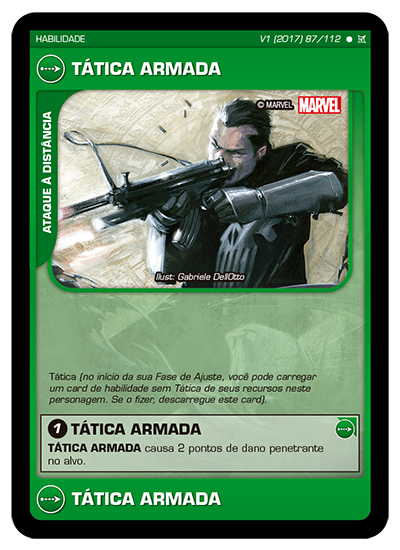 HABILIDADE
V1 (2017) 87/112
TÁTICA ARMADA
ATAQUE À DISTÂNCIA
© MARVEL MARVEL
Ilust: Gabriele Dell'Otto
Tática (no início da sua Fase de Ajuste, você pode carregar
um card de habilidade sem Tática de seus recursos neste
personagem. Se o fizer, descarregue este card).
1 TÁTICA ARMADA
TÁTICA ARMADA causa 2 pontos de dano penetrante
no alvo.
TÁTICA ARMADA